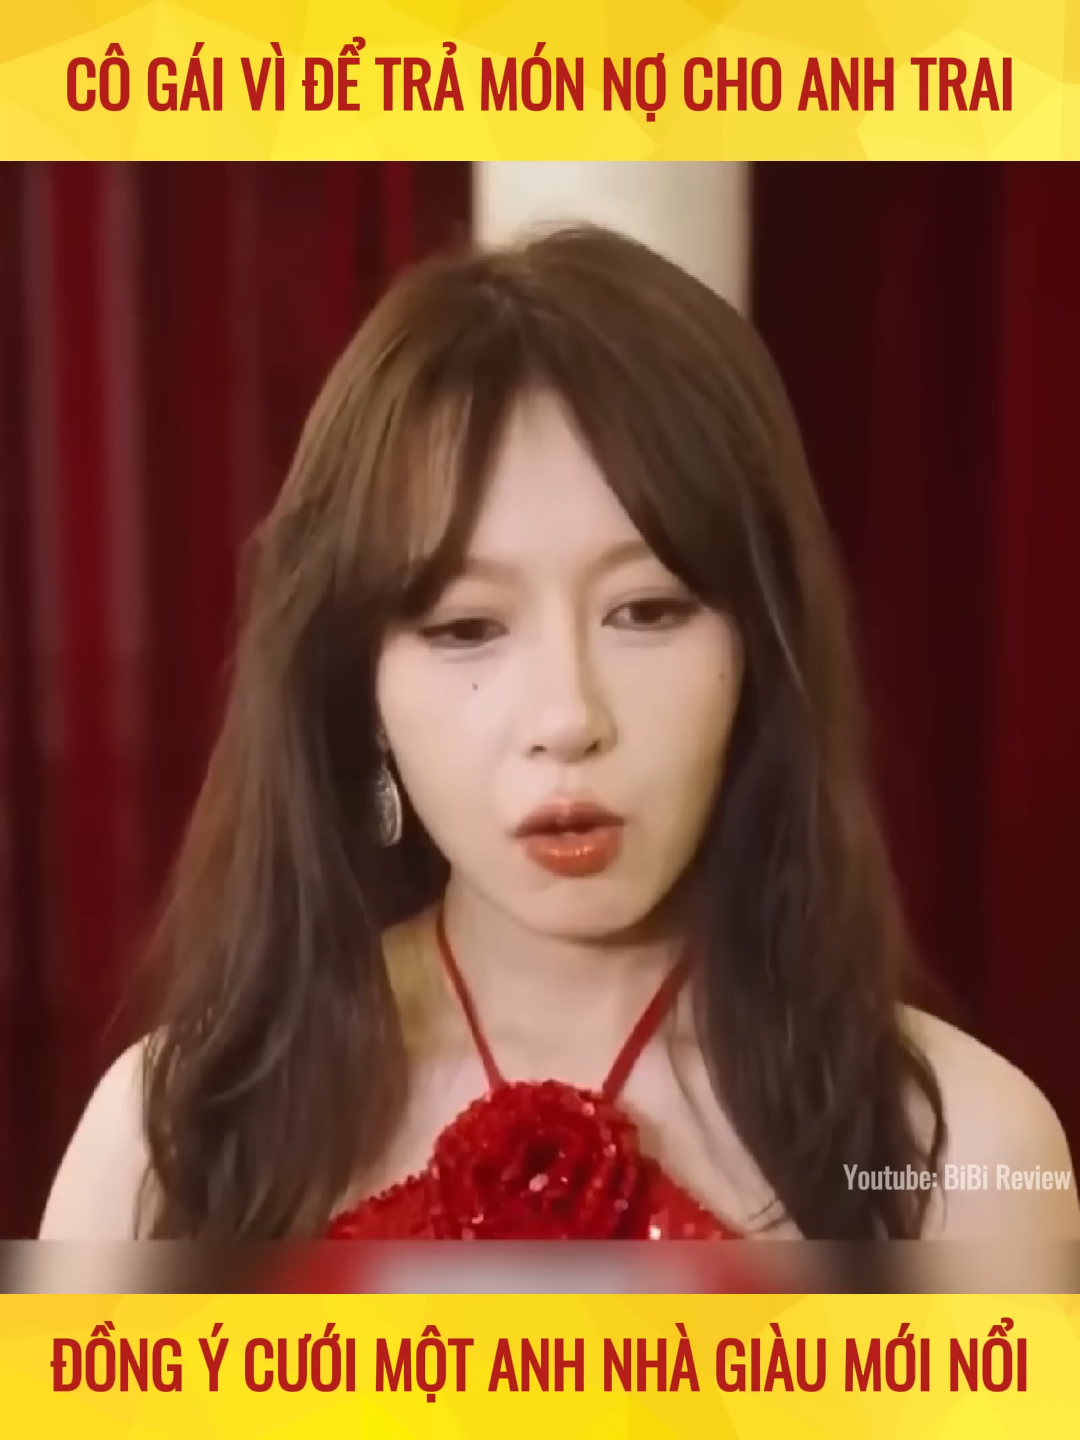 CÔ GÁI VÌ ĐỂ TRẢ MÓN NỢ CHO ANH TRAI
Youtube: BiBi Review
ĐỒNG Ý CƯỚI MỘT ANH NHÀ GIÀU MỚI NỔI